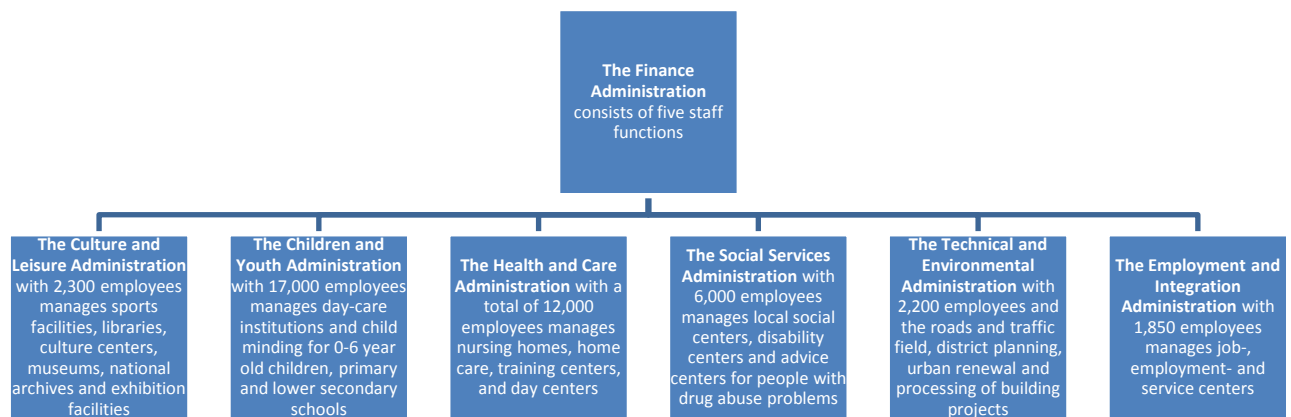 The Finance
Administration
consists of five staff
functions
The Culture and
Leisure Administration
with 2,300 employees
manages sports
facilities, libraries,
culture centers,
museums, national
archives and exhibition
facilities
The Children and
Youth Administration
with 17,000 employees
manages day-care
institutions and child
minding for 0-6 year
old children, primary
and lower secondary
schools
The Health and Care
Administration with a
total of 12,000
employees manages
nursing homes, home
care, training centers,
and day centers
The Social Services
Administration with
6,000 employees
manages local social
centers, disability
centers and advice
centers for people with
drug abuse problems
The Technical and
Environmental
Administration with
2,200 employees and
the roads and traffic
field, district planning,
urban renewal and
processing of building
projects
The Employment and
Integration
Administration with
1,850 employees
manages job-,
employment- and
service centers